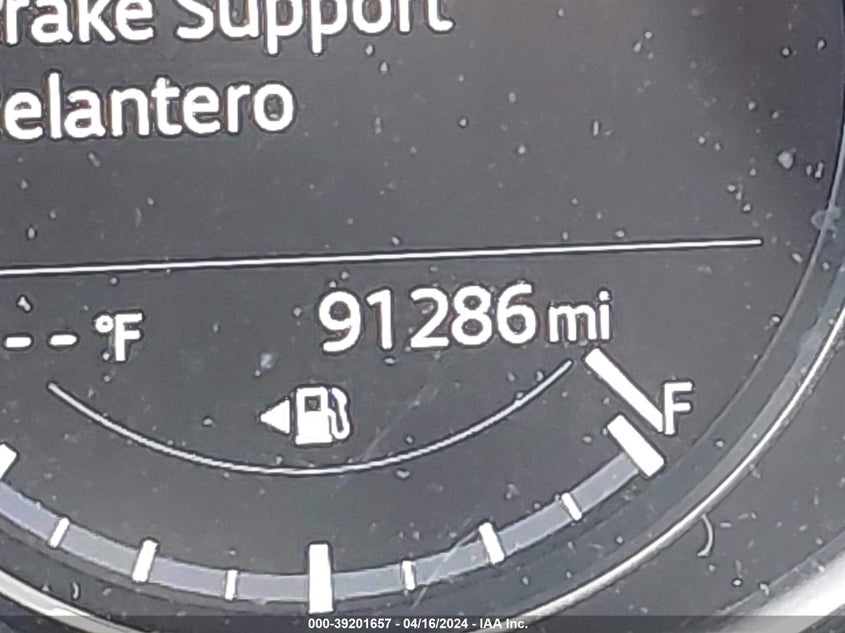 rake Support
elantero
-- °F
91286 mi
F
000-39201657 - 04/16/2024 - IAA Inc.